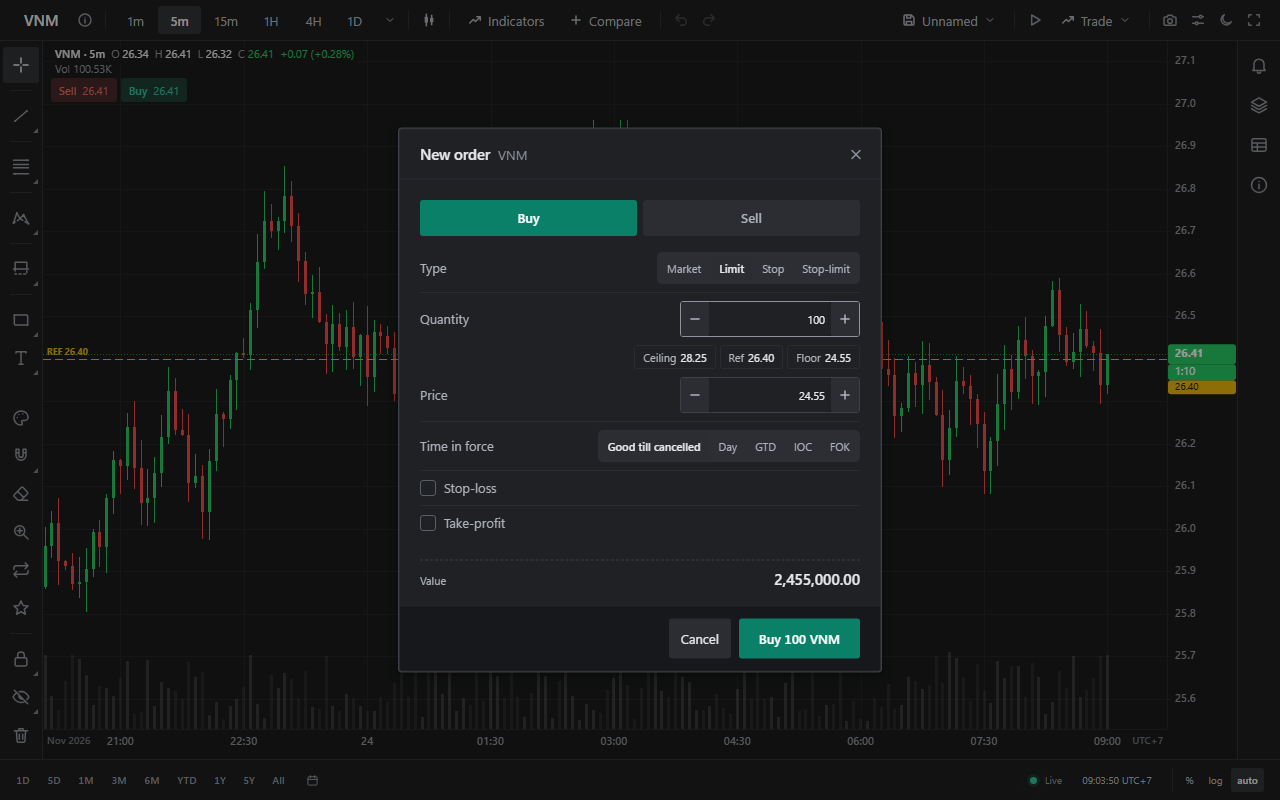 VNM 1m 5m 15m 1H 4H 1D Indicators Compare Unnamed Trade
VNM · 5m O 26.34 H 26.41 L 26.32 C 26.41 +0.07 (+0.28%)
Vol 100.53K
Sell 26.41 Buy 26.41
27.1
27.0
26.9
26.8
26.7
26.6
26.5
REF 26.40
26.41
1:10
26.40
26.2
26.1
26.0
25.9
25.8
25.7
25.6
New order VNM
Buy Sell
Type Market Limit Stop Stop-limit
Quantity − 100 +
Ceiling 28.25 Ref 26.40 Floor 24.55
Price − 24.55 +
Time in force Good till cancelled Day GTD IOC FOK
Stop-loss
Take-profit
Value 2,455,000.00
Cancel Buy 100 VNM
Nov 2026 21:00 22:30 24 01:30 03:00 04:30 06:00 07:30 09:00 UTC+7
1D 5D 1M 3M 6M YTD 1Y 5Y All Live 09:03:50 UTC+7 % log auto